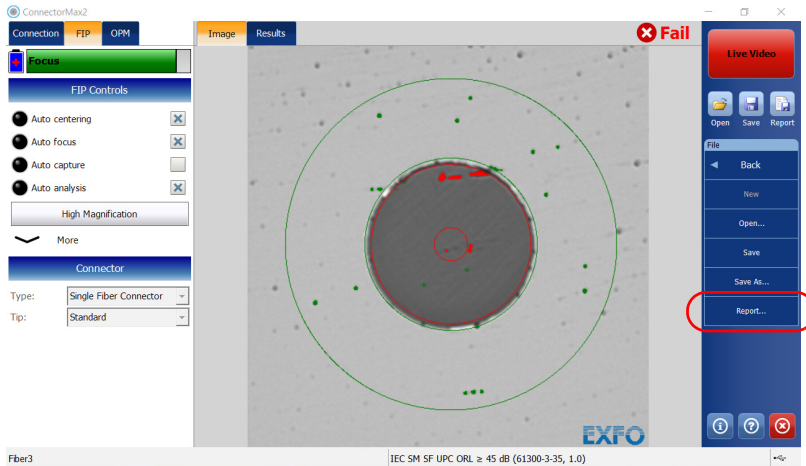 ConnectorMax2
Connection FIP OPM
Focus
FIP Controls
Auto centering
Auto focus
Auto capture
Auto analysis
High Magnification
More
Connector
Type: Single Fiber Connector
Tip: Standard
Image Results
Fail
EXFO
Live Video
Open Save Report
File
Back
New
Open...
Save
Save As...
Report...
Fiber3
IEC SM SF UPC ORL ≥ 45 dB (61300-3-35, 1.0)